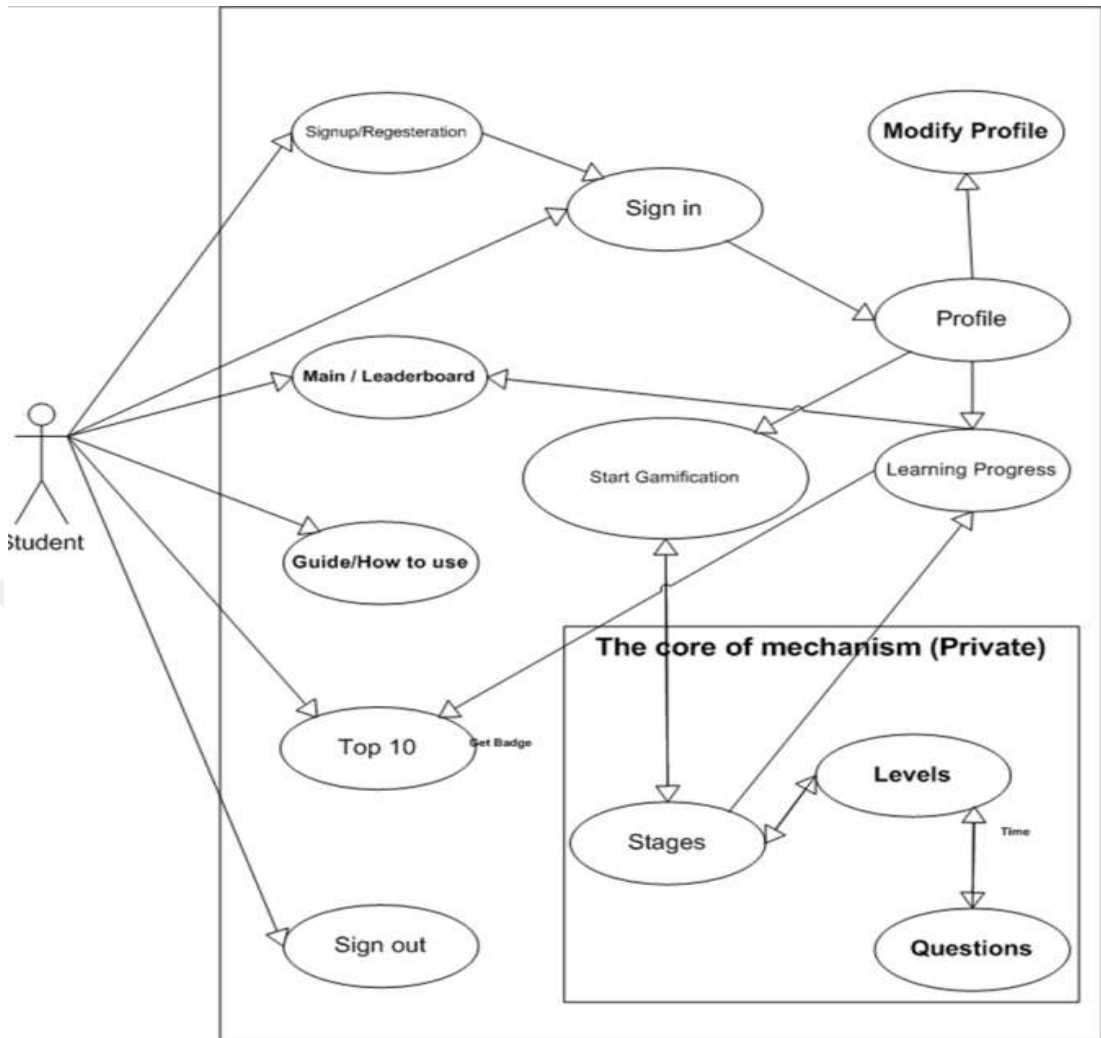 Signup/Regesteration
Modify Profile
Sign in
Profile
Main / Leaderboard
Start Gamification
Learning Progress
Student
Guide/How to use
The core of mechanism (Private)
Top 10
Get Badge
Levels
Time
Stages
Sign out
Questions